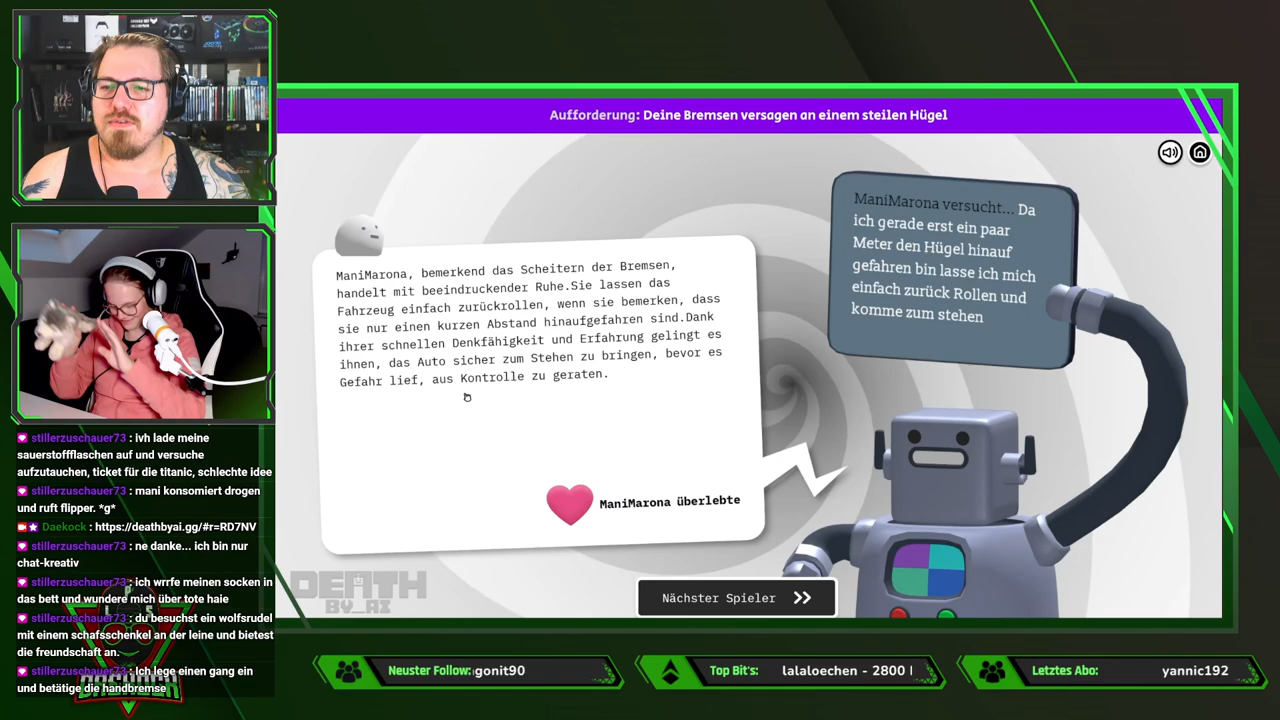 Aufforderung: Deine Bremsen versagen an einem steilen Hügel
ManiMarona versucht... Da
ich gerade erst ein paar
Meter den Hügel hinauf
gefahren bin lasse ich mich
einfach zurück Rollen und
komme zum stehen
ManiMarona, bemerkend das Scheitern der Bremsen,
handelt mit beeindruckender Ruhe.Sie lassen das
Fahrzeug einfach zurückrollen, wenn sie bemerken, dass
sie nur einen kurzen Abstand hinaufgefahren sind.Dank
ihrer schnellen Denkfähigkeit und Erfahrung gelingt es
ihnen, das Auto sicher zum Stehen zu bringen, bevor es
Gefahr lief, aus Kontrolle zu geraten.
ManiMarona überlebte
DEATH
BY_AI
Nächster Spieler
stillerzuschauer73 : ivh lade meine
sauerstoffflaschen auf und versuche
aufzutauchen, ticket für die titanic, schlechte idee
stillerzuschauer73 : mani konsomiert drogen
und ruft flipper. *g*
Daekock : https://deathbyai.gg/#r=RD7NV
stillerzuschauer73 : ne danke... ich bin nur
chat-kreativ
stillerzuschauer73 : ich wrrfe meinen socken in
das bett und wundere mich über tote haie
stillerzuschauer73 : du besuchst ein wolfsrudel
mit einem schafsschenkel an der leine und bietest
die freundschaft an.
stillerzuschauer73 : Ich lege einen gang ein
und betätige die handbremse
Neuster Follow: gonit90
Top Bit's: lalaloechen - 2800
Letztes Abo: yannic192